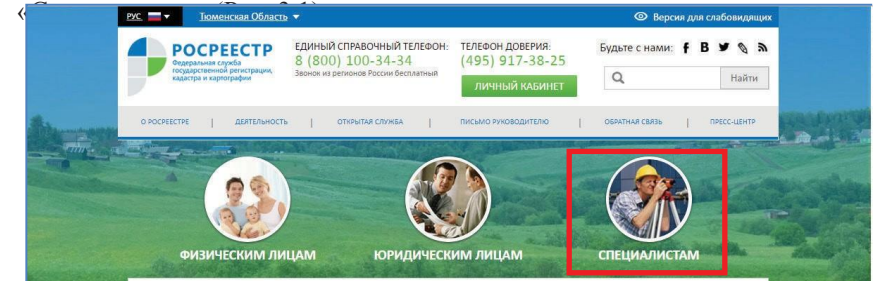 РУС
Тюменская Область
Версия для слабовидящих
РОСРЕЕСТР
Федеральная служба
государственной регистрации,
кадастра и картографии
ЕДИНЫЙ СПРАВОЧНЫЙ ТЕЛЕФОН:
8 (800) 100-34-34
Звонок из регионов России бесплатный
ТЕЛЕФОН ДОВЕРИЯ:
(495) 917-38-25
ЛИЧНЫЙ КАБИНЕТ
Будьте с нами:
Найти
О РОСРЕЕСТРЕ | ДЕЯТЕЛЬНОСТЬ | ОТКРЫТАЯ СЛУЖБА | ПИСЬМО РУКОВОДИТЕЛЮ | ОБРАТНАЯ СВЯЗЬ | ПРЕСС-ЦЕНТР
ФИЗИЧЕСКИМ ЛИЦАМ
ЮРИДИЧЕСКИМ ЛИЦАМ
СПЕЦИАЛИСТАМ